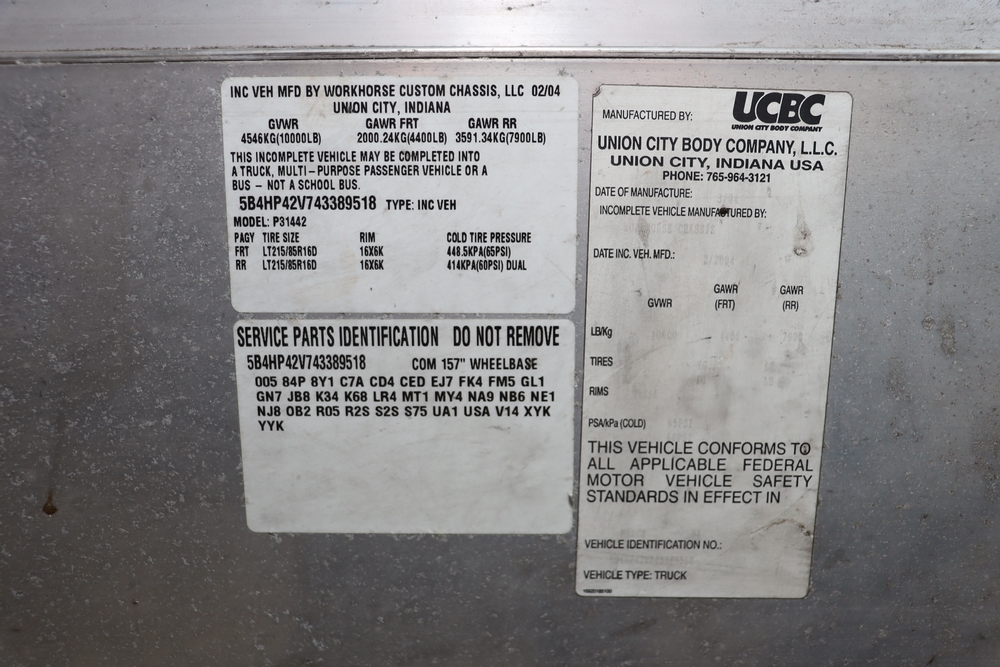 INC VEH MFD BY WORKHORSE CUSTOM CHASSIS, LLC 02/04
UNION CITY, INDIANA
GVWR GAWR FRT GAWR RR
4546KG(10000LB) 2000.24KG(4400LB) 3591.34KG(7900LB)
THIS INCOMPLETE VEHICLE MAY BE COMPLETED INTO
A TRUCK, MULTI-PURPOSE PASSENGER VEHICLE OR A
BUS - NOT A SCHOOL BUS.
5B4HP42V743389518 TYPE: INC VEH
MODEL: P31442
PAGY TIRE SIZE RIM COLD TIRE PRESSURE
FRT LT215/85R16D 16X6K 448.5KPA(65PSI)
RR LT215/85R16D 16X6K 414KPA(60PSI) DUAL
SERVICE PARTS IDENTIFICATION DO NOT REMOVE
5B4HP42V743389518 COM 157" WHEELBASE
005 84P 8Y1 C7A CD4 CED EJ7 FK4 FM5 GL1
GN7 JB8 K34 K68 LR4 MT1 MY4 NA9 NB6 NE1
NJ8 OB2 R05 R2S S2S S75 UA1 USA V14 XYK
YYK
MANUFACTURED BY: UCBC
UNION CITY BODY COMPANY
UNION CITY BODY COMPANY, L.L.C.
UNION CITY, INDIANA USA
PHONE: 765-964-3121
DATE OF MANUFACTURE:
INCOMPLETE VEHICLE MANUFACTURED BY:
DATE INC. VEH. MFD.:
GVWR GAWR (FRT) GAWR (RR)
LB/Kg
TIRES
RIMS
PSA/kPa (COLD)
THIS VEHICLE CONFORMS TO
ALL APPLICABLE FEDERAL
MOTOR VEHICLE SAFETY
STANDARDS IN EFFECT IN
VEHICLE IDENTIFICATION NO.:
VEHICLE TYPE: TRUCK